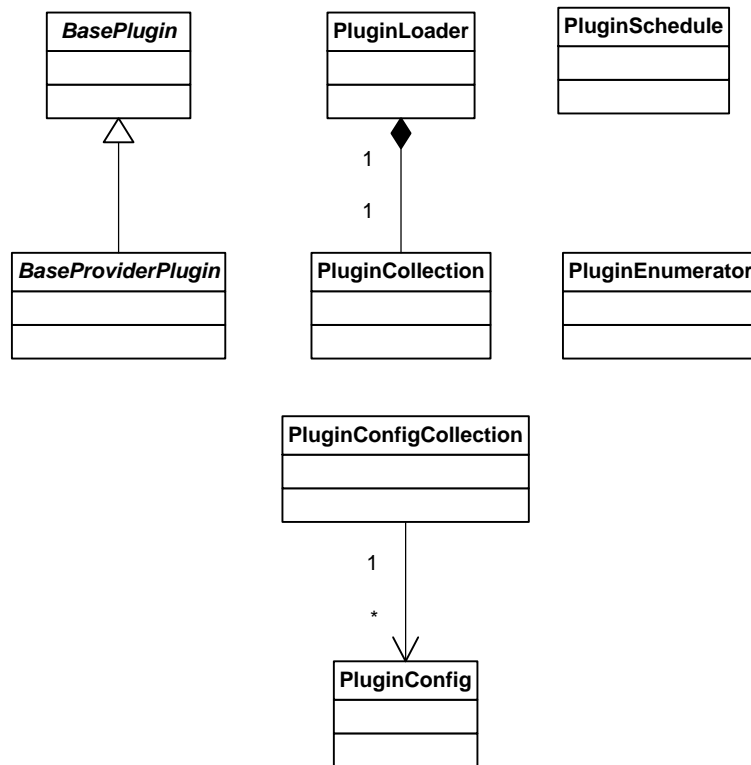 BasePlugin
PluginLoader
PluginSchedule
1
1
BaseProviderPlugin
PluginCollection
PluginEnumerator
PluginConfigCollection
1
*
PluginConfig